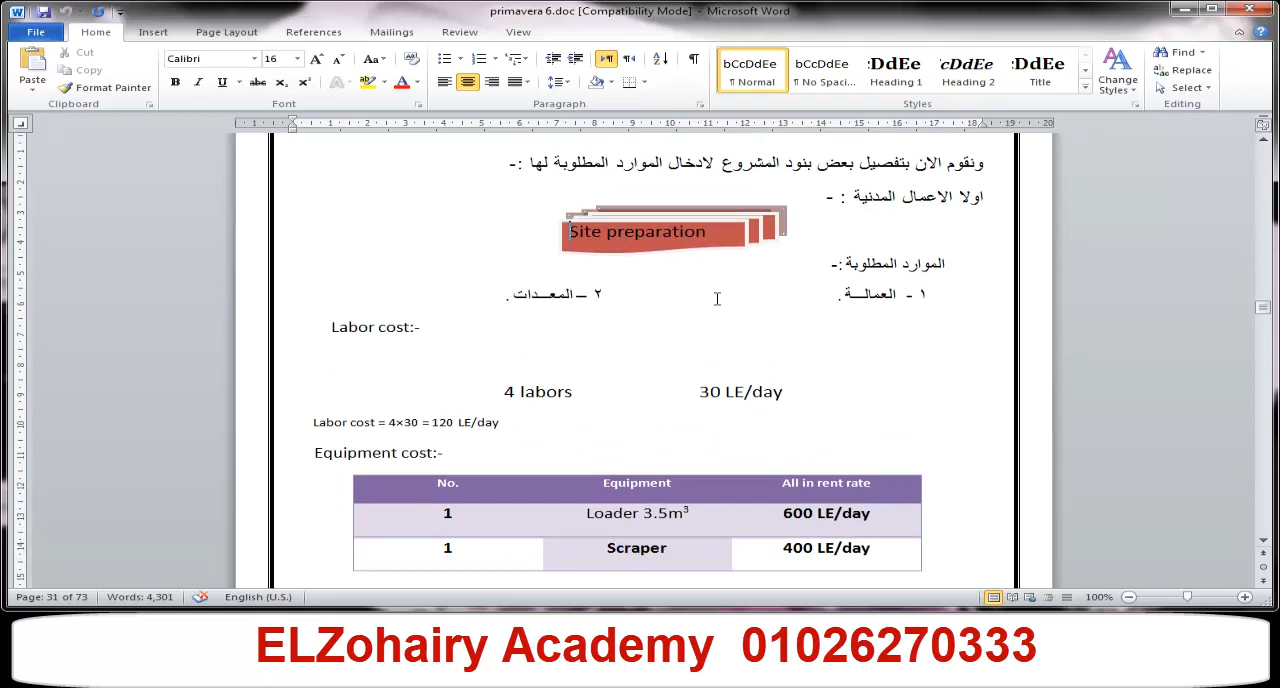 primavera 6.doc [Compatibility Mode] - Microsoft Word
File Home Insert Page Layout References Mailings Review View
Paste Cut Copy Format Painter
Calibri 16
B I U abc x₂ x² A ab A
¶ Normal ¶ No Spaci... Heading 1 Heading 2 Title
Change Styles
Find Replace Select
Clipboard Font Paragraph Styles Editing
ونقوم الان بتفصيل بعض بنود المشروع لادخال الموارد المطلوبة لها :-
اولا الاعمال المدنية : -
Site preparation
الموارد المطلوبة:-
١ - العمالـــة . ٢ – المعـــدات .
Labor cost:-
4 labors 30 LE/day
Labor cost = 4×30 = 120 LE/day
Equipment cost:-
No. Equipment All in rent rate
1 Loader 3.5m³ 600 LE/day
1 Scraper 400 LE/day
Page: 31 of 73 Words: 4,301 English (U.S.) 100%
ELZohairy Academy 01026270333